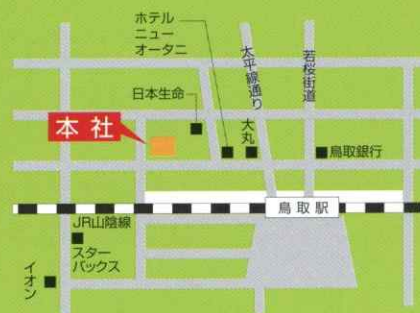 ホテル
ニュー
オータニ
太平線通り
若桜街道
日本生命
本社
大丸
鳥取銀行
鳥取駅
JR山陰線
スター
バックス
イオン